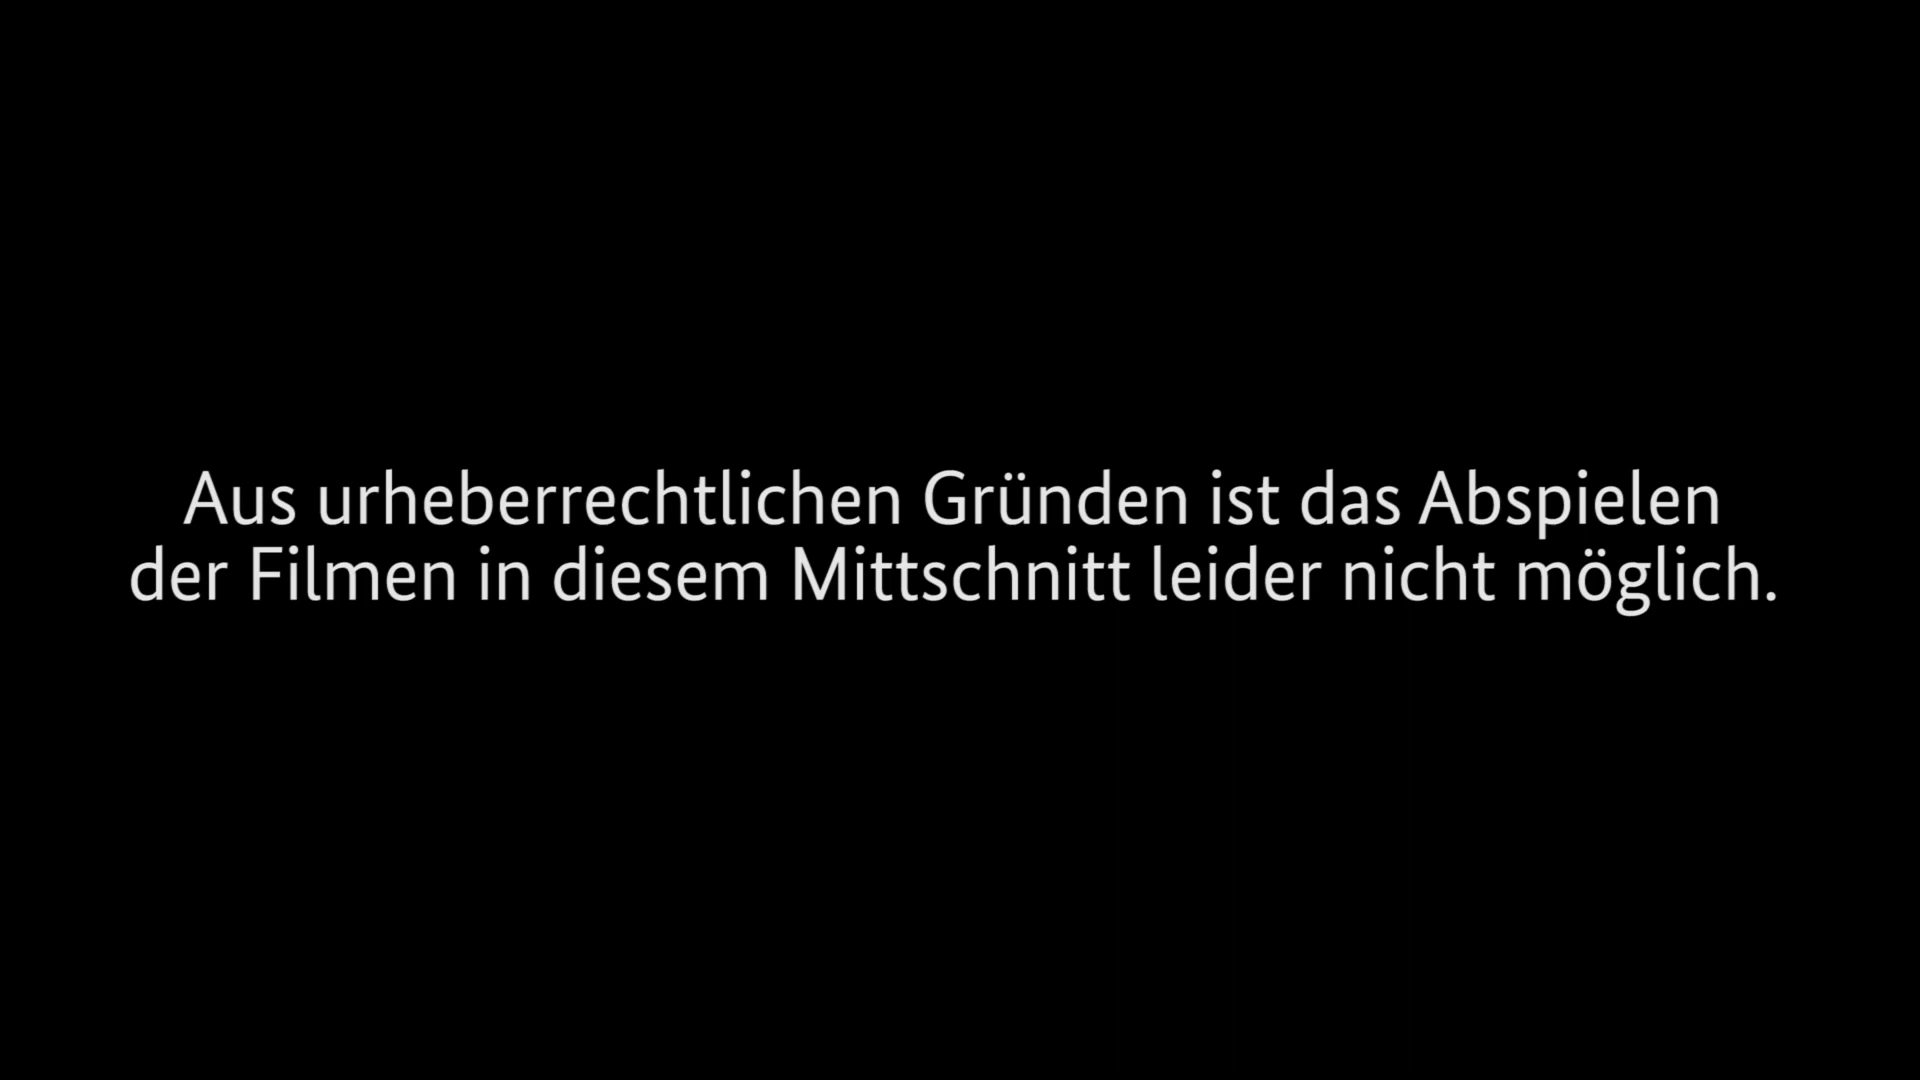 Aus urheberrechtlichen Gründen ist das Abspielen
der Filmen in diesem Mittschnitt leider nicht möglich.